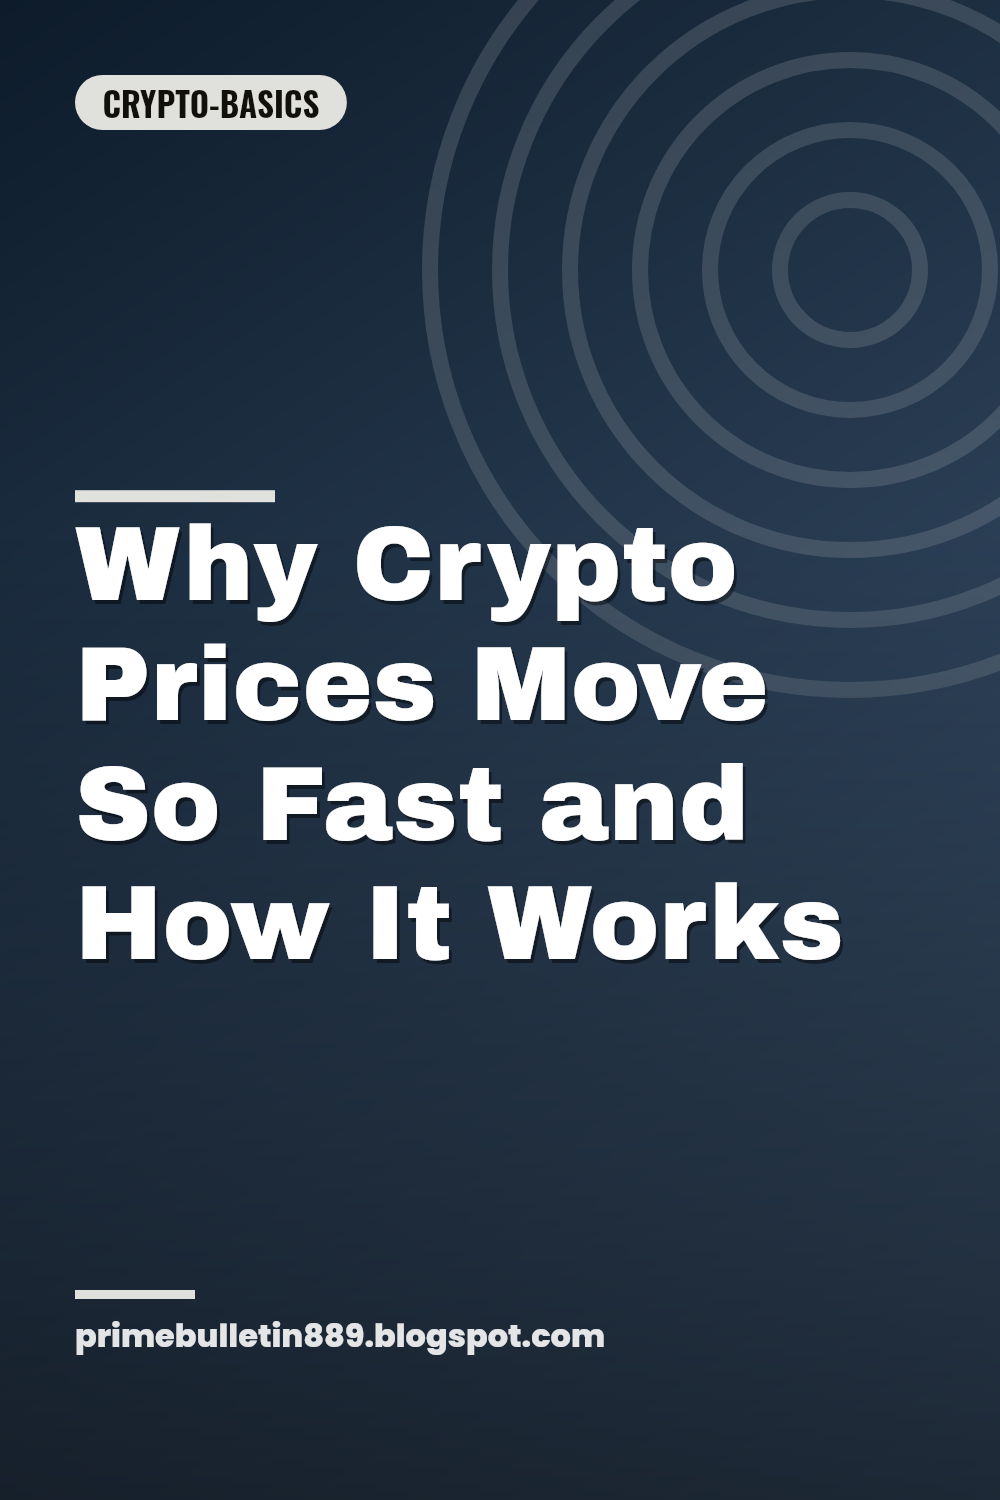 CRYPTO-BASICS
Why Crypto
Prices Move
So Fast and
How It Works
primebulletin889.blogspot.com